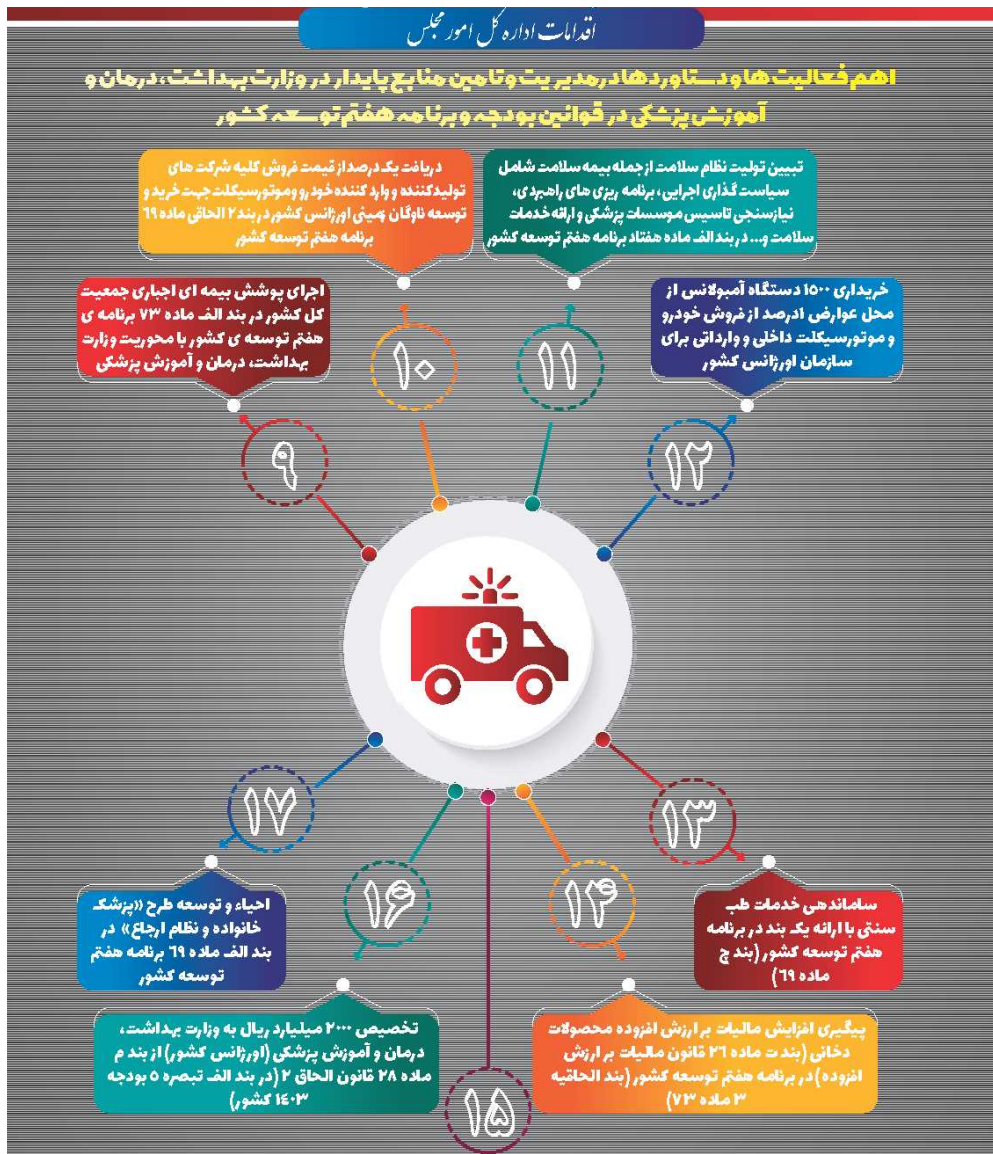 اقدامات اداره کل امور مجلس
اهم فعالیت ها و دستاوردها در مدیریت و تامین منابع پایدار در وزارت بهداشت، درمان و
آموزش پزشکی در قوانین بودجه و برنامه هفتم توسعه کشور
تبیین تولیت نظام سلامت از جمله بیمه سلامت شامل
سیاست گذاری اجرایی، برنامه ریزی های راهبردی،
نیازسنجی تاسیس موسسات پزشکی و ارائه خدمات
سلامت و... در بند الف ماده هفتاد برنامه هفتم توسعه کشور
دریافت یک درصد از قیمت فروش کلیه شرکت های
تولیدکننده و وارد کننده خودرو و موتورسیکلت جهت خرید و
توسعه ناوگان زمینی اورژانس کشور در بند ۲ الحاقی ماده ٦٩
برنامه هفتم توسعه کشور
خریداری ۱۵۰۰ دستگاه آمبولانس از
محل عوارض ۱درصد از فروش خودرو
و موتورسیکلت داخلی و وارداتی برای
سازمان اورژانس کشور
اجرای پوشش بیمه ای اجباری جمعیت
کل کشور در بند الف ماده ۷۳ برنامه ی
هفتم توسعه ی کشور با محوریت وزارت
بهداشت، درمان و آموزش پزشکی
۱۲
۱۱
۱۰
۹
۱۳
۱۴
۱۵
۱۶
۱۷
ساماندهی خدمات طب
سنتی با ارائه یک بند در برنامه
هفتم توسعه کشور (بند چ
ماده ٦٩)
احیاء و توسعه طرح «پزشک
خانواده و نظام ارجاع» در
بند الف ماده ٦٩ برنامه هفتم
توسعه کشور
پیگیری افزایش مالیات بر ارزش افزوده محصولات
دخانی (بند ت ماده ٢٦ قانون مالیات بر ارزش
افزوده) در برنامه هفتم توسعه کشور (بند الحاقیه
۳ ماده ۷۳)
تخصیص ۲۰۰۰ میلیارد ریال به وزارت بهداشت،
درمان و آموزش پزشکی (اورژانس کشور) از بند م
ماده ۲۸ قانون الحاق ۲ (در بند الف تبصره ٥ بودجه
١٤٠٣ کشور)